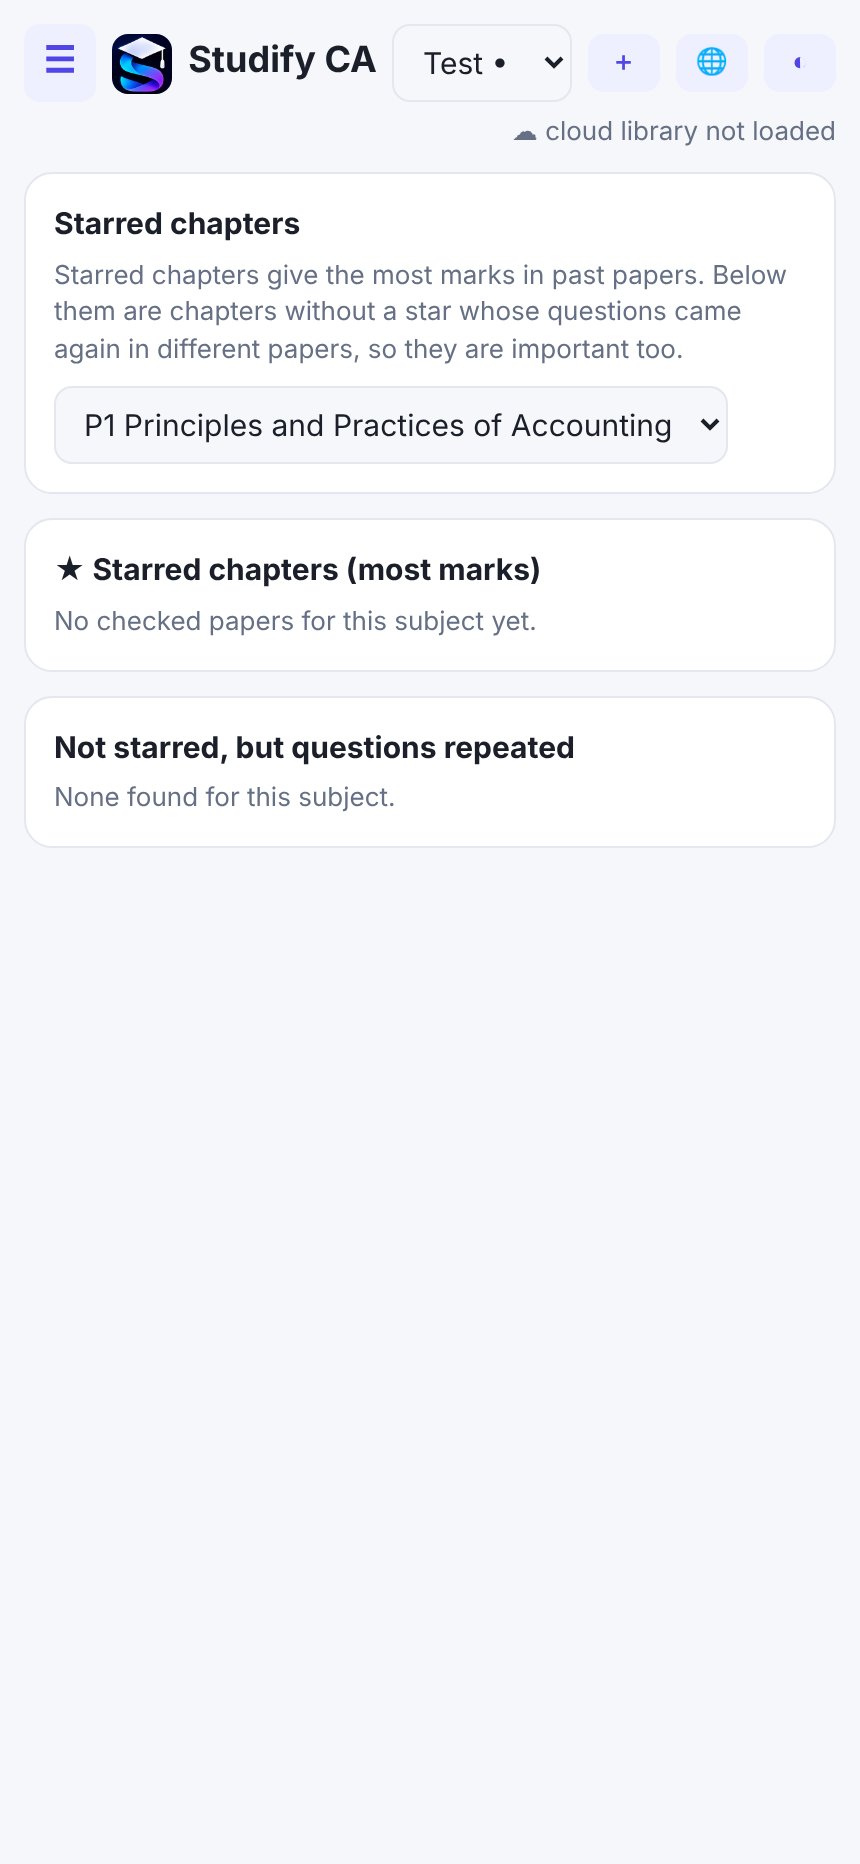 ☰ Studify CA Test • +
☁ cloud library not loaded
Starred chapters
Starred chapters give the most marks in past papers. Below
them are chapters without a star whose questions came
again in different papers, so they are important too.
P1 Principles and Practices of Accounting
★ Starred chapters (most marks)
No checked papers for this subject yet.
Not starred, but questions repeated
None found for this subject.